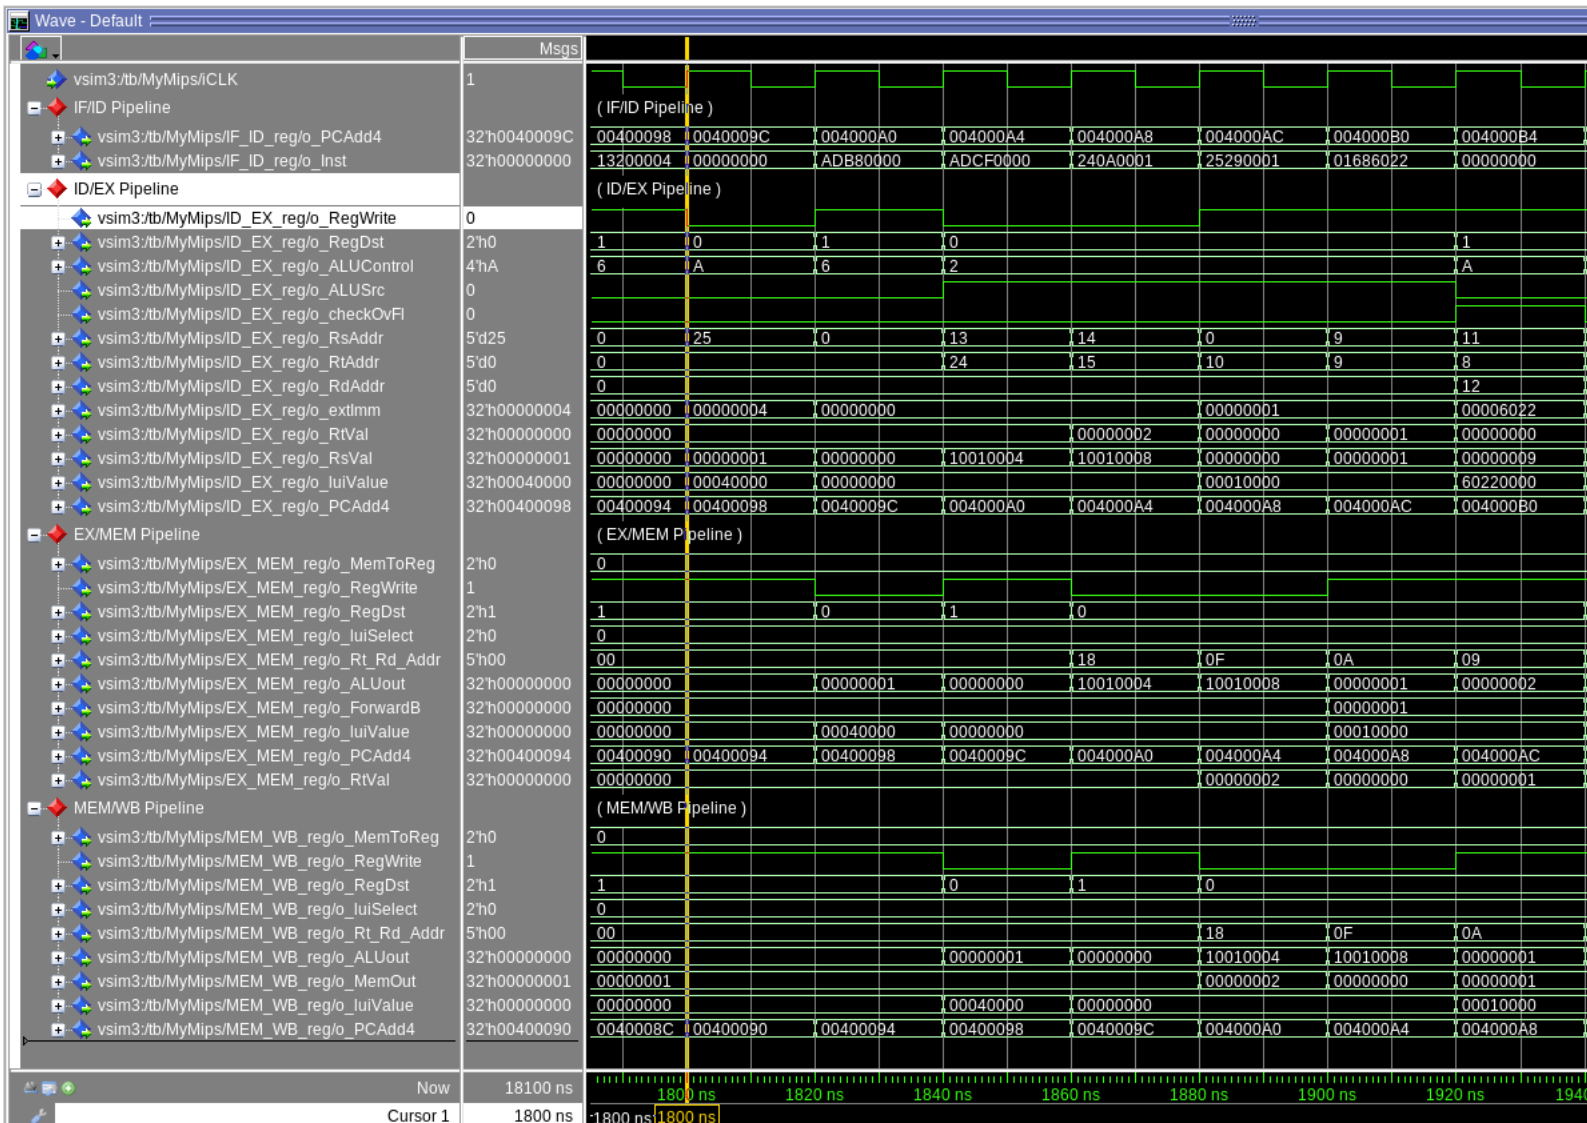 Wave - Default
Msgs
vsim3:/tb/MyMips/iCLK 1
IF/ID Pipeline ( IF/ID Pipeline )
vsim3:/tb/MyMips/IF_ID_reg/o_PCAdd4 32'h0040009C 00400098 0040009C 004000A0 004000A4 004000A8 004000AC 004000B0 004000B4
vsim3:/tb/MyMips/IF_ID_reg/o_Inst 32'h00000000 13200004 00000000 ADB80000 ADCF0000 240A0001 25290001 01686022 00000000
ID/EX Pipeline ( ID/EX Pipeline )
vsim3:/tb/MyMips/ID_EX_reg/o_RegWrite 0
vsim3:/tb/MyMips/ID_EX_reg/o_RegDst 2'h0 1 0 1 0 1
vsim3:/tb/MyMips/ID_EX_reg/o_ALUControl 4'hA 6 A 6 2 A
vsim3:/tb/MyMips/ID_EX_reg/o_ALUSrc 0
vsim3:/tb/MyMips/ID_EX_reg/o_checkOvFl 0
vsim3:/tb/MyMips/ID_EX_reg/o_RsAddr 5'd25 0 25 0 13 14 0 9 11
vsim3:/tb/MyMips/ID_EX_reg/o_RtAddr 5'd0 0 24 15 10 9 8
vsim3:/tb/MyMips/ID_EX_reg/o_RdAddr 5'd0 0 12
vsim3:/tb/MyMips/ID_EX_reg/o_extImm 32'h00000004 00000000 00000004 00000000 00000001 00006022
vsim3:/tb/MyMips/ID_EX_reg/o_RtVal 32'h00000000 00000000 00000002 00000000 00000001 00000000
vsim3:/tb/MyMips/ID_EX_reg/o_RsVal 32'h00000001 00000000 00000001 00000000 10010004 10010008 00000000 00000001 00000009
vsim3:/tb/MyMips/ID_EX_reg/o_luiValue 32'h00040000 00000000 00040000 00000000 00010000 60220000
vsim3:/tb/MyMips/ID_EX_reg/o_PCAdd4 32'h00400098 00400094 00400098 0040009C 004000A0 004000A4 004000A8 004000AC 004000B0
EX/MEM Pipeline ( EX/MEM Pipeline )
vsim3:/tb/MyMips/EX_MEM_reg/o_MemToReg 2'h0 0
vsim3:/tb/MyMips/EX_MEM_reg/o_RegWrite 1
vsim3:/tb/MyMips/EX_MEM_reg/o_RegDst 2'h1 1 0 1 0
vsim3:/tb/MyMips/EX_MEM_reg/o_luiSelect 2'h0 0
vsim3:/tb/MyMips/EX_MEM_reg/o_Rt_Rd_Addr 5'h00 00 18 0F 0A 09
vsim3:/tb/MyMips/EX_MEM_reg/o_ALUout 32'h00000000 00000000 00000001 00000000 10010004 10010008 00000001 00000002
vsim3:/tb/MyMips/EX_MEM_reg/o_ForwardB 32'h00000000 00000000 00000001
vsim3:/tb/MyMips/EX_MEM_reg/o_luiValue 32'h00000000 00000000 00040000 00000000 00010000
vsim3:/tb/MyMips/EX_MEM_reg/o_PCAdd4 32'h00400094 00400090 00400094 00400098 0040009C 004000A0 004000A4 004000A8 004000AC
vsim3:/tb/MyMips/EX_MEM_reg/o_RtVal 32'h00000000 00000000 00000002 00000000 00000001
MEM/WB Pipeline ( MEM/WB Pipeline )
vsim3:/tb/MyMips/MEM_WB_reg/o_MemToReg 2'h0 0
vsim3:/tb/MyMips/MEM_WB_reg/o_RegWrite 1
vsim3:/tb/MyMips/MEM_WB_reg/o_RegDst 2'h1 1 0 1 0
vsim3:/tb/MyMips/MEM_WB_reg/o_luiSelect 2'h0 0
vsim3:/tb/MyMips/MEM_WB_reg/o_Rt_Rd_Addr 5'h00 00 18 0F 0A
vsim3:/tb/MyMips/MEM_WB_reg/o_ALUout 32'h00000000 00000000 00000001 00000000 10010004 10010008 00000001
vsim3:/tb/MyMips/MEM_WB_reg/o_MemOut 32'h00000001 00000001 00000002 00000000 00000001
vsim3:/tb/MyMips/MEM_WB_reg/o_luiValue 32'h00000000 00000000 00040000 00000000 00010000
vsim3:/tb/MyMips/MEM_WB_reg/o_PCAdd4 32'h00400090 0040008C 00400090 00400094 00400098 0040009C 004000A0 004000A4 004000A8
Now 18100 ns 1800 ns 1820 ns 1840 ns 1860 ns 1880 ns 1900 ns 1920 ns 1940
Cursor 1 1800 ns -1800 ns 1800 ns